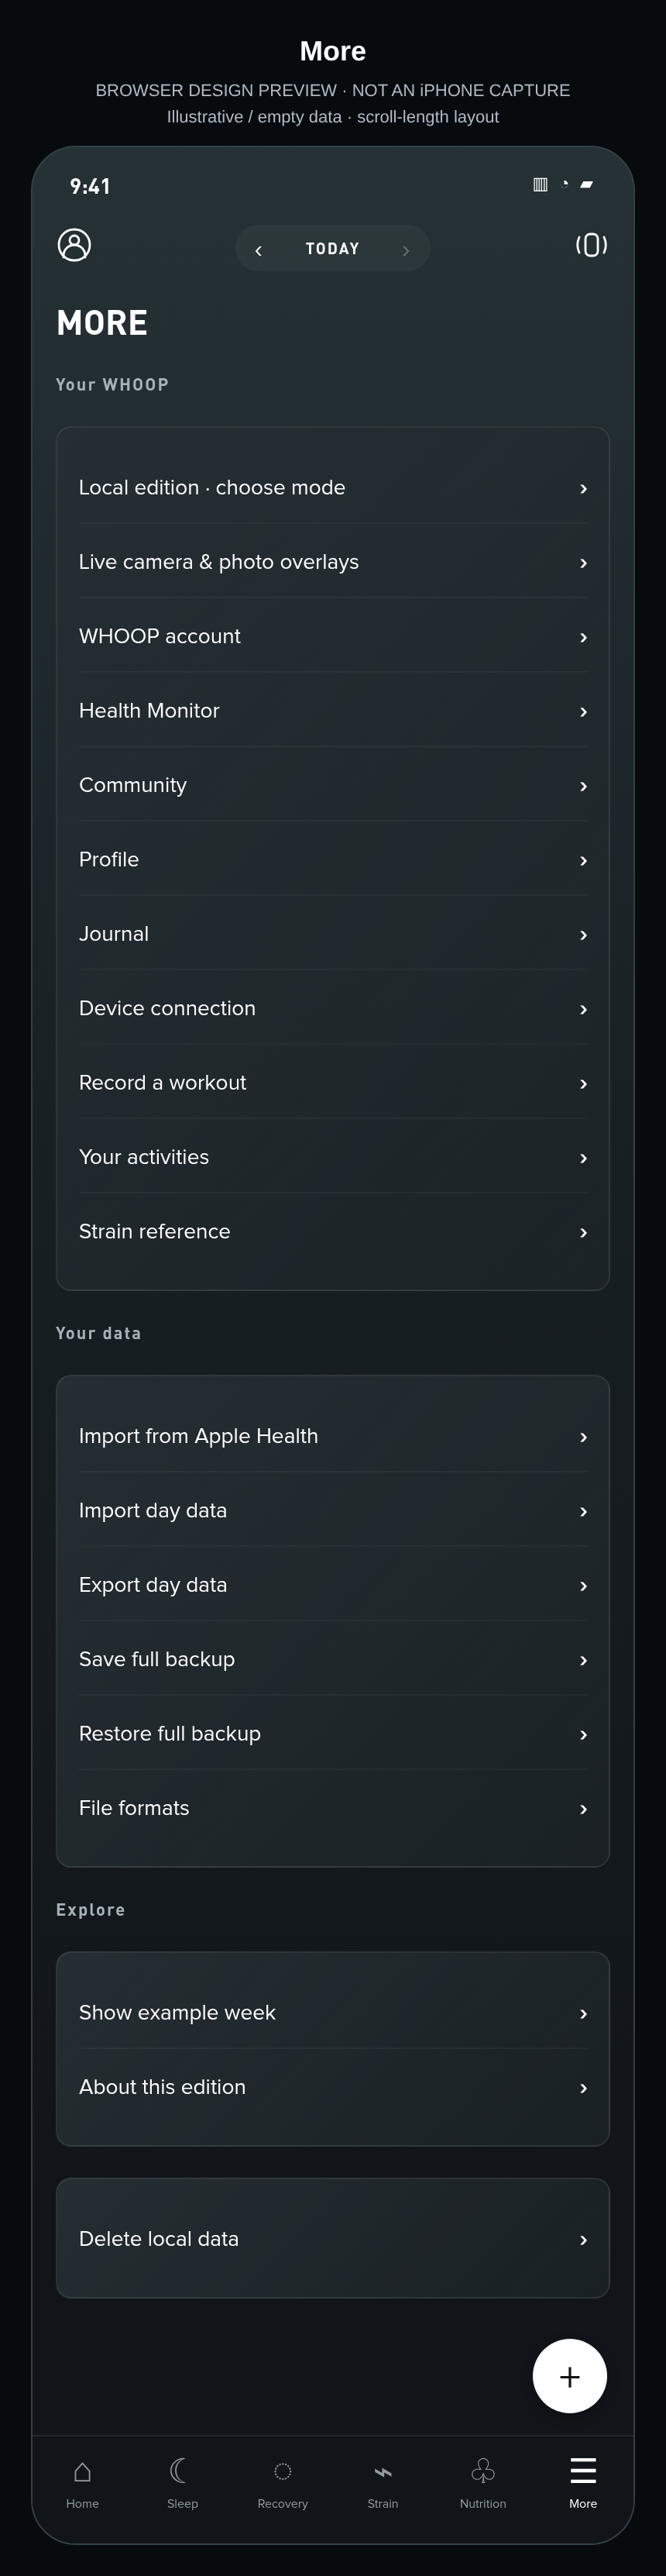 More
BROWSER DESIGN PREVIEW · NOT AN iPHONE CAPTURE
Illustrative / empty data · scroll-length layout
9:41
‹ TODAY ›
MORE
Your WHOOP
Local edition · choose mode ›
Live camera & photo overlays ›
WHOOP account ›
Health Monitor ›
Community ›
Profile ›
Journal ›
Device connection ›
Record a workout ›
Your activities ›
Strain reference ›
Your data
Import from Apple Health ›
Import day data ›
Export day data ›
Save full backup ›
Restore full backup ›
File formats ›
Explore
Show example week ›
About this edition ›
Delete local data ›
+
Home Sleep Recovery Strain Nutrition More